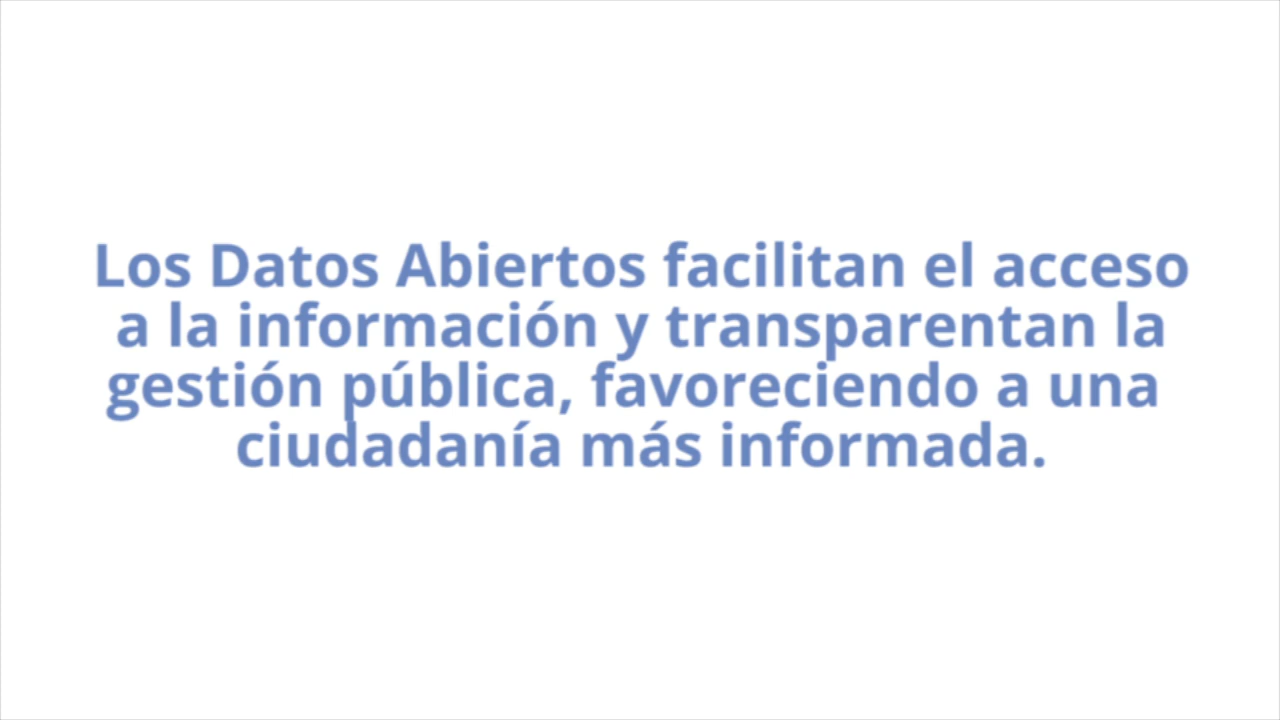 Los Datos Abiertos facilitan el acceso
a la información y transparentan la
gestión pública, favoreciendo a una
ciudadanía más informada.